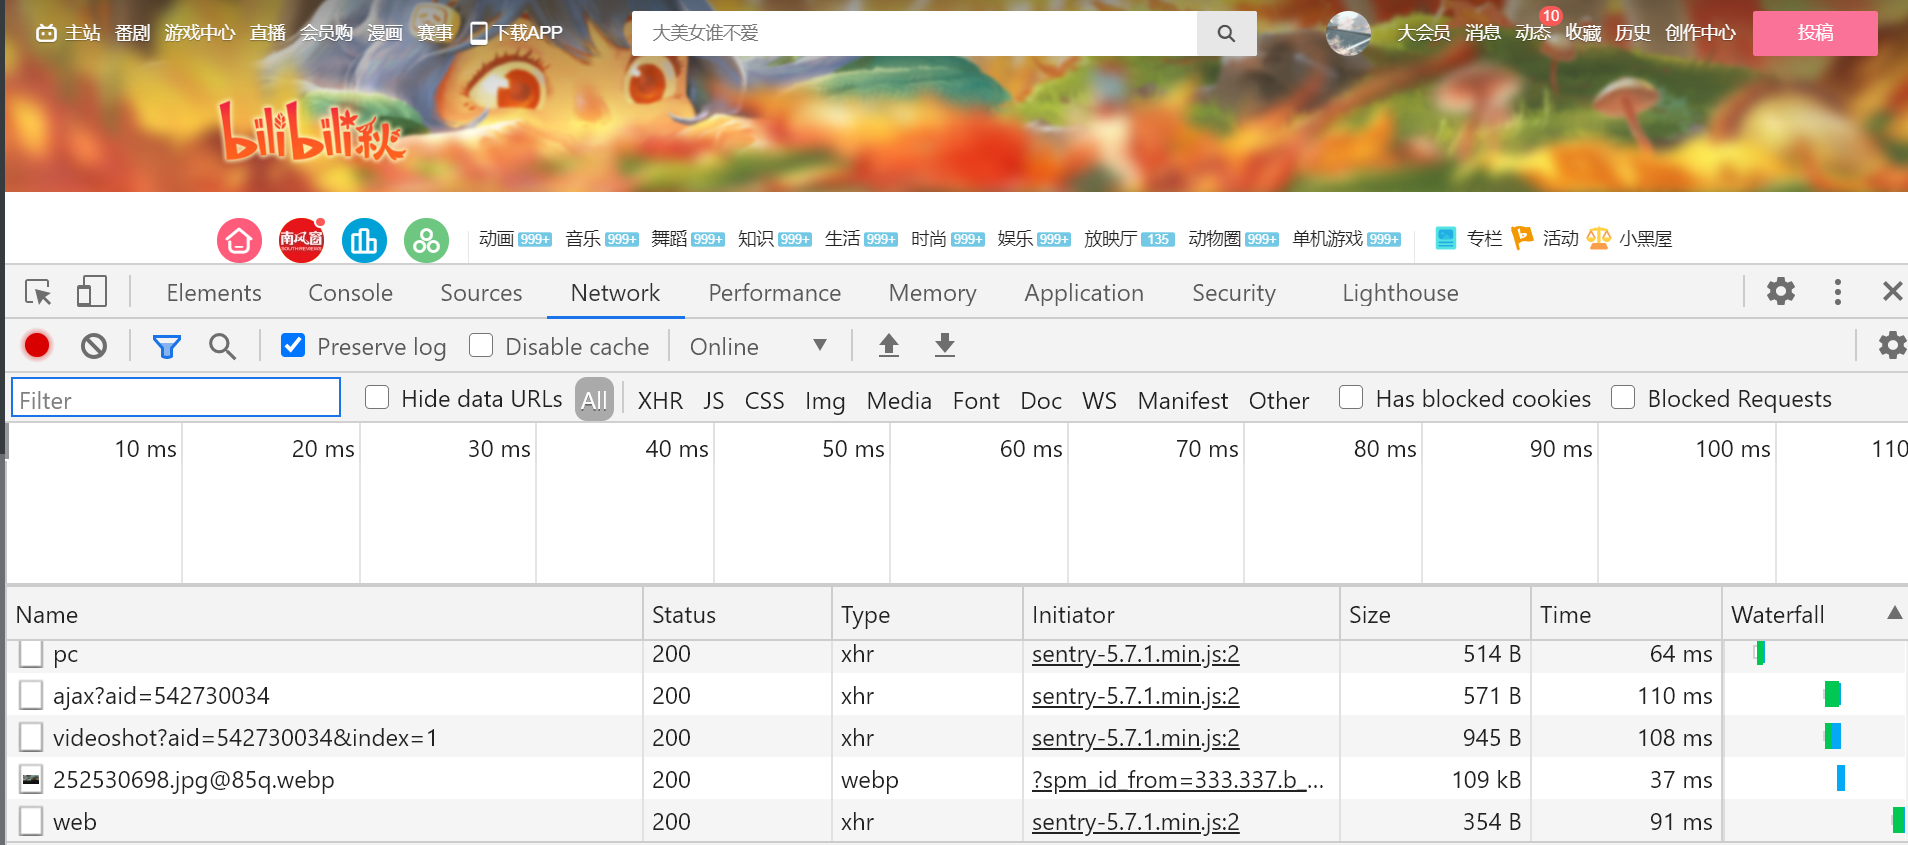 主站 番剧 游戏中心 直播 会员购 漫画 赛事 下载APP 大美女谁不爱 大会员 消息 动态 10 收藏 历史 创作中心 投稿
bilibili秋
南风窗 SOUTHREVIEWS 动画 999+ 音乐 999+ 舞蹈 999+ 知识 999+ 生活 999+ 时尚 999+ 娱乐 999+ 放映厅 135 动物圈 999+ 单机游戏 999+ 专栏 活动 小黑屋
Elements Console Sources Network Performance Memory Application Security Lighthouse
Preserve log Disable cache Online
Filter Hide data URLs All XHR JS CSS Img Media Font Doc WS Manifest Other Has blocked cookies Blocked Requests
10 ms 20 ms 30 ms 40 ms 50 ms 60 ms 70 ms 80 ms 90 ms 100 ms 110
Name Status Type Initiator Size Time Waterfall
pc 200 xhr sentry-5.7.1.min.js:2 514 B 64 ms
ajax?aid=542730034 200 xhr sentry-5.7.1.min.js:2 571 B 110 ms
videoshot?aid=542730034&index=1 200 xhr sentry-5.7.1.min.js:2 945 B 108 ms
252530698.jpg@85q.webp 200 webp ?spm_id_from=333.337.b_... 109 kB 37 ms
web 200 xhr sentry-5.7.1.min.js:2 354 B 91 ms